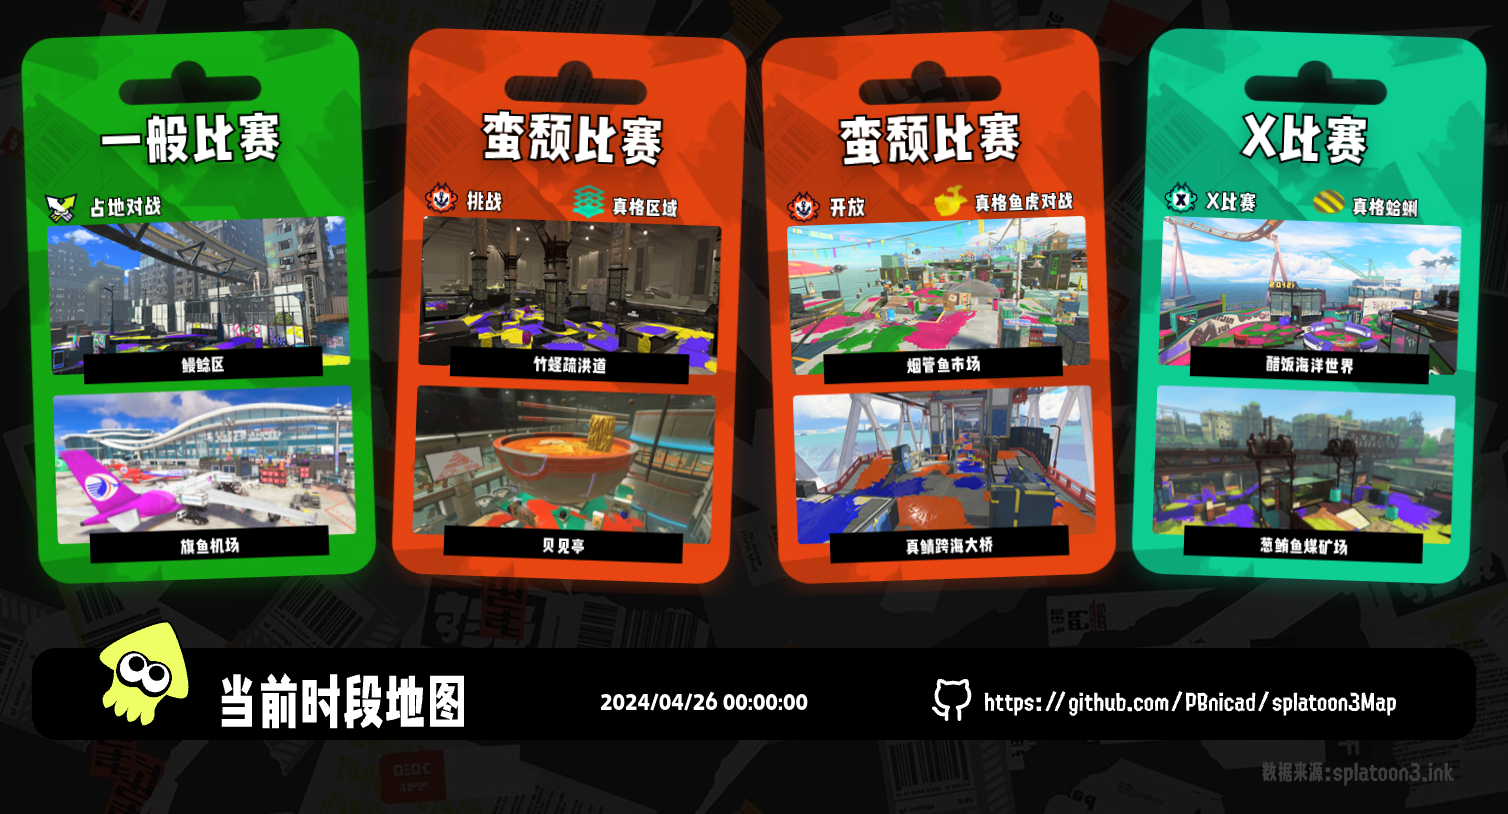 一般比赛
占地对战
鳗鲶区
旗鱼机场
蛮颓比赛
挑战
真格区域
竹蛏疏洪道
贝见亭
蛮颓比赛
开放
真格鱼虎对战
烟管鱼市场
真鲭跨海大桥
X比赛
X比赛
真格蛤蜊
醋饭海洋世界
葱鲔鱼煤矿场
当前时段地图
2024/04/26 00:00:00
https://github.com/PBnicad/splatoon3Map
数据来源:splatoon3.ink